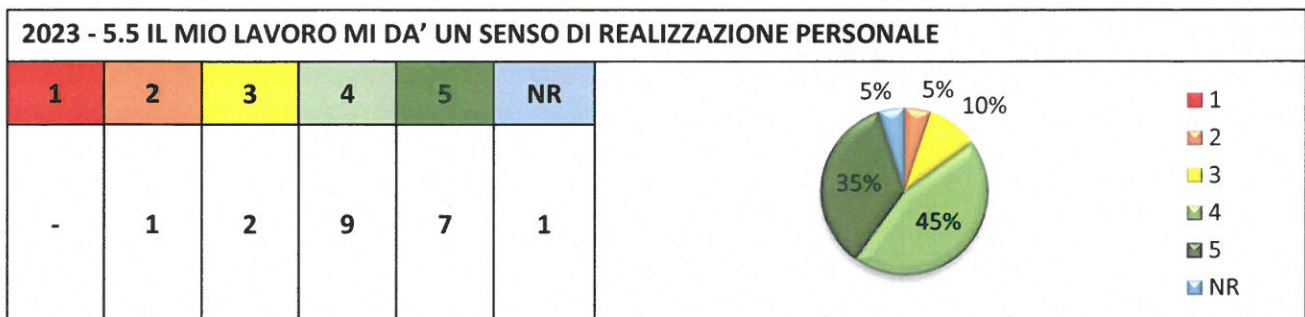 2023 - 5.5 IL MIO LAVORO MI DA' UN SENSO DI REALIZZAZIONE PERSONALE
1 2 3 4 5 NR
- 1 2 9 7 1
5% 5%
10%
35%
45%
1
2
3
4
5
NR